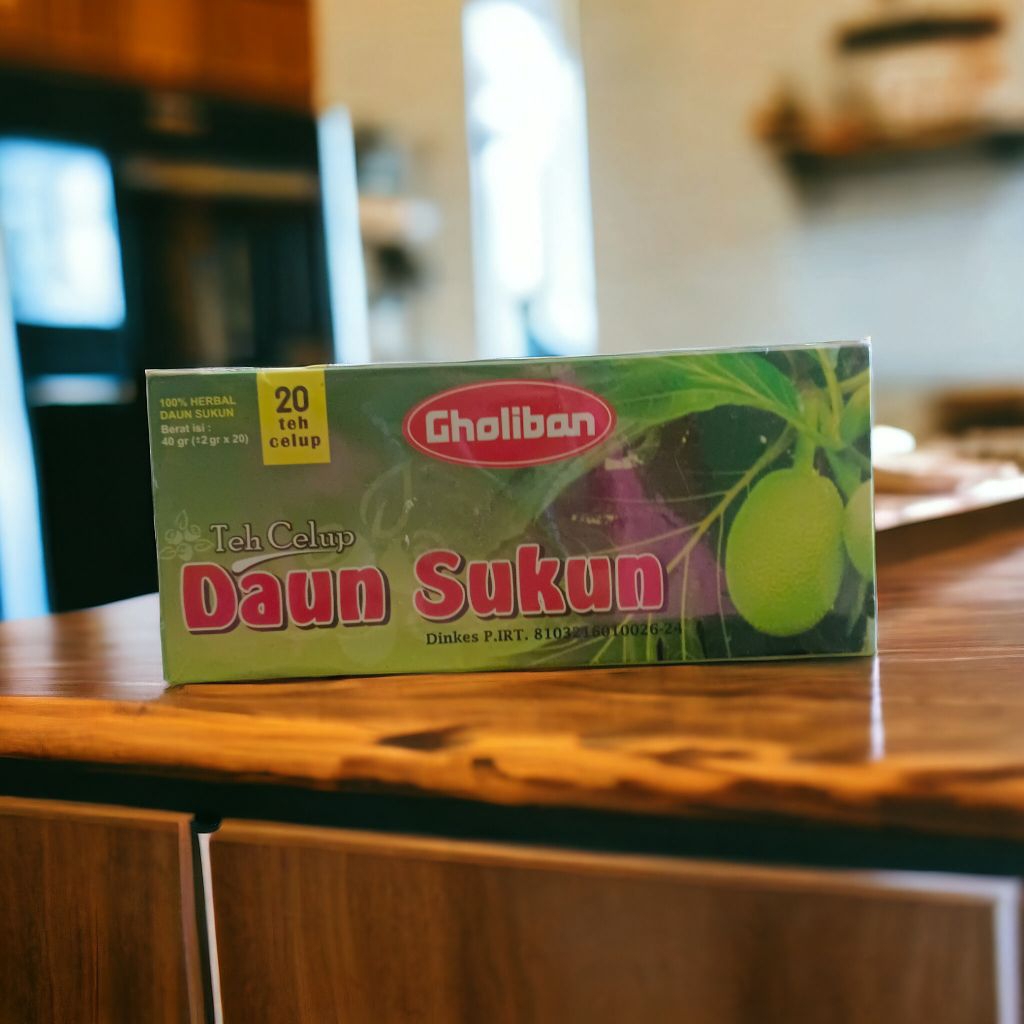 100% HERBAL
DAUN SUKUN
Berat isi :
40 gr (±2 gr x 20)
20
teh
celup
Gholiban
Teh Celup
Daun Sukun
Dinkes P.IRT. 8103216010026-24